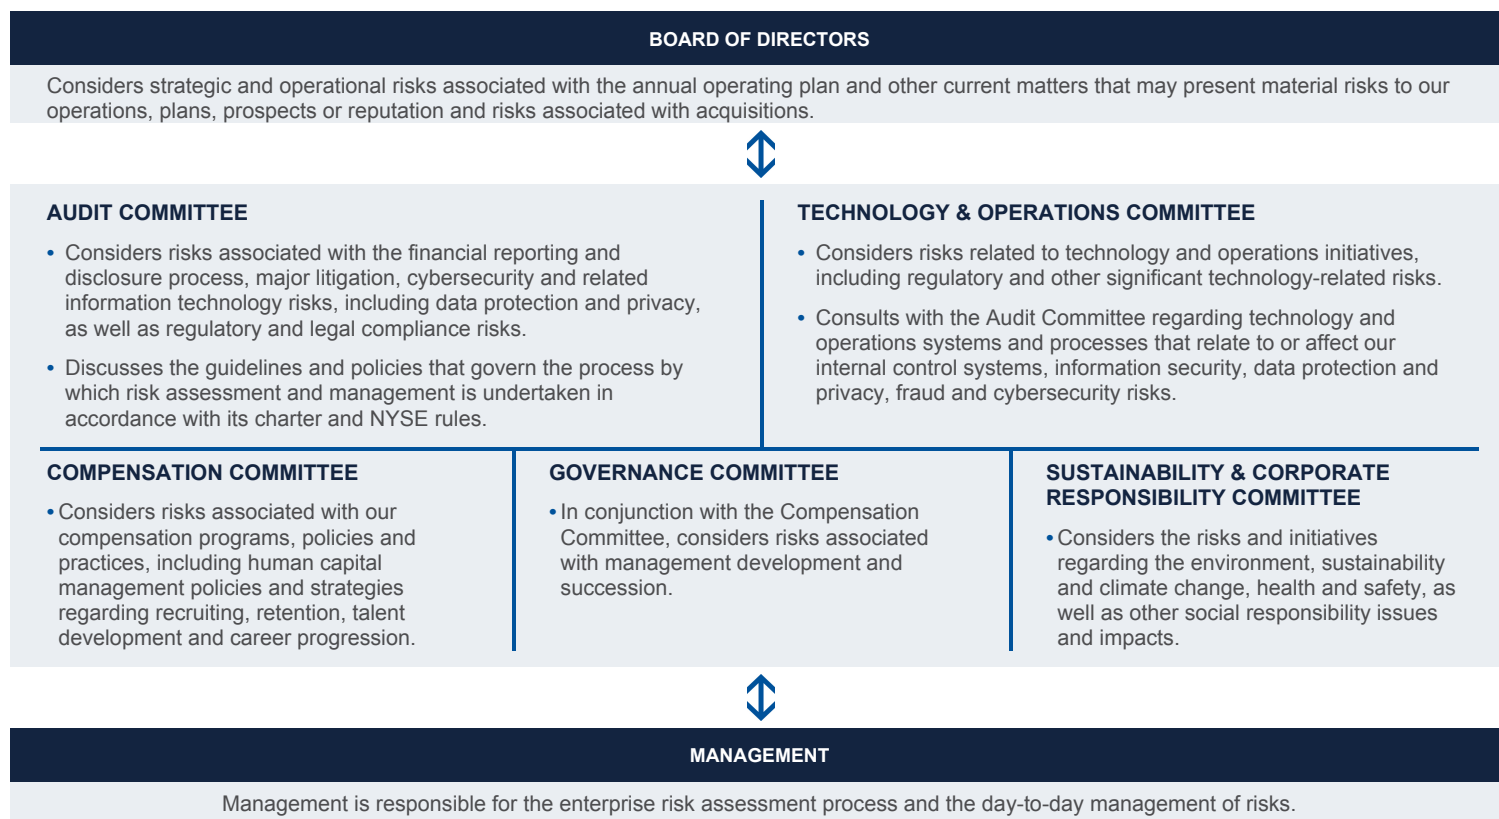 BOARD OF DIRECTORS
Considers strategic and operational risks associated with the annual operating plan and other current matters that may present material risks to our
operations, plans, prospects or reputation and risks associated with acquisitions.
AUDIT COMMITTEE
• Considers risks associated with the financial reporting and
disclosure process, major litigation, cybersecurity and related
information technology risks, including data protection and privacy,
as well as regulatory and legal compliance risks.
• Discusses the guidelines and policies that govern the process by
which risk assessment and management is undertaken in
accordance with its charter and NYSE rules.
TECHNOLOGY & OPERATIONS COMMITTEE
• Considers risks related to technology and operations initiatives,
including regulatory and other significant technology-related risks.
• Consults with the Audit Committee regarding technology and
operations systems and processes that relate to or affect our
internal control systems, information security, data protection and
privacy, fraud and cybersecurity risks.
COMPENSATION COMMITTEE
• Considers risks associated with our
compensation programs, policies and
practices, including human capital
management policies and strategies
regarding recruiting, retention, talent
development and career progression.
GOVERNANCE COMMITTEE
• In conjunction with the Compensation
Committee, considers risks associated
with management development and
succession.
SUSTAINABILITY & CORPORATE
RESPONSIBILITY COMMITTEE
• Considers the risks and initiatives
regarding the environment, sustainability
and climate change, health and safety, as
well as other social responsibility issues
and impacts.
MANAGEMENT
Management is responsible for the enterprise risk assessment process and the day-to-day management of risks.